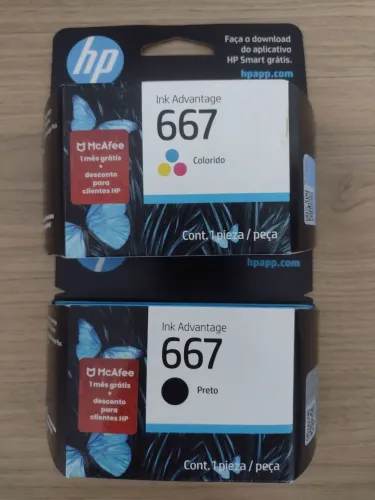 hp
Faça o download
do aplicativo
HP Smart grátis.
hpapp.com
Ink Advantage
667
Colorido
McAfee
1 mês grátis
+
desconto
para
clientes HP
Cont. 1 pieza / peça
hpapp.com
Ink Advantage
667
Preto
McAfee
1 mês grátis
+
desconto
para
clientes HP
Cont. 1 pieza / peça